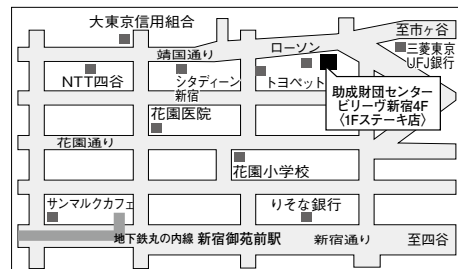 大東京信用組合
至市ヶ谷
靖国通り
ローソン
三菱東京
UFJ銀行
NTT四谷
シタディーン
新宿
トヨペット
助成財団センター
ビリーヴ新宿4F
〈1Fステーキ店〉
花園医院
花園通り
花園小学校
サンマルクカフェ
りそな銀行
地下鉄丸の内線 新宿御苑前駅
新宿通り
至四谷